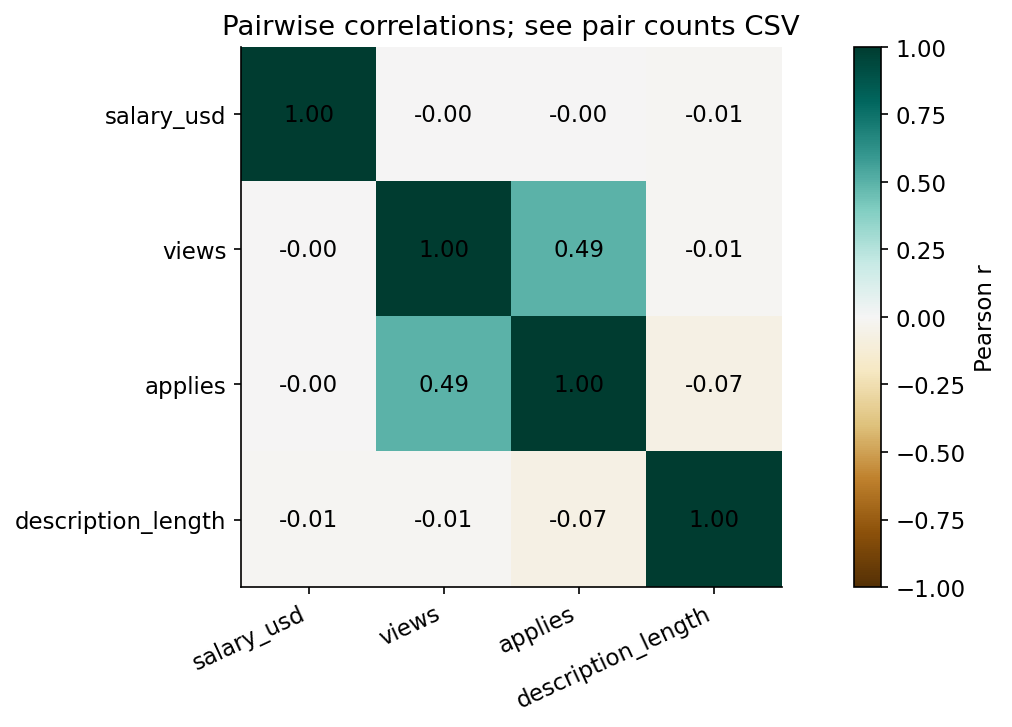 Pairwise correlations; see pair counts CSV
salary_usd 1.00 -0.00 -0.00 -0.01
views -0.00 1.00 0.49 -0.01
applies -0.00 0.49 1.00 -0.07
description_length -0.01 -0.01 -0.07 1.00
salary_usd views applies description_length
1.00
0.75
0.50
0.25
0.00
−0.25
−0.50
−0.75
−1.00
Pearson r